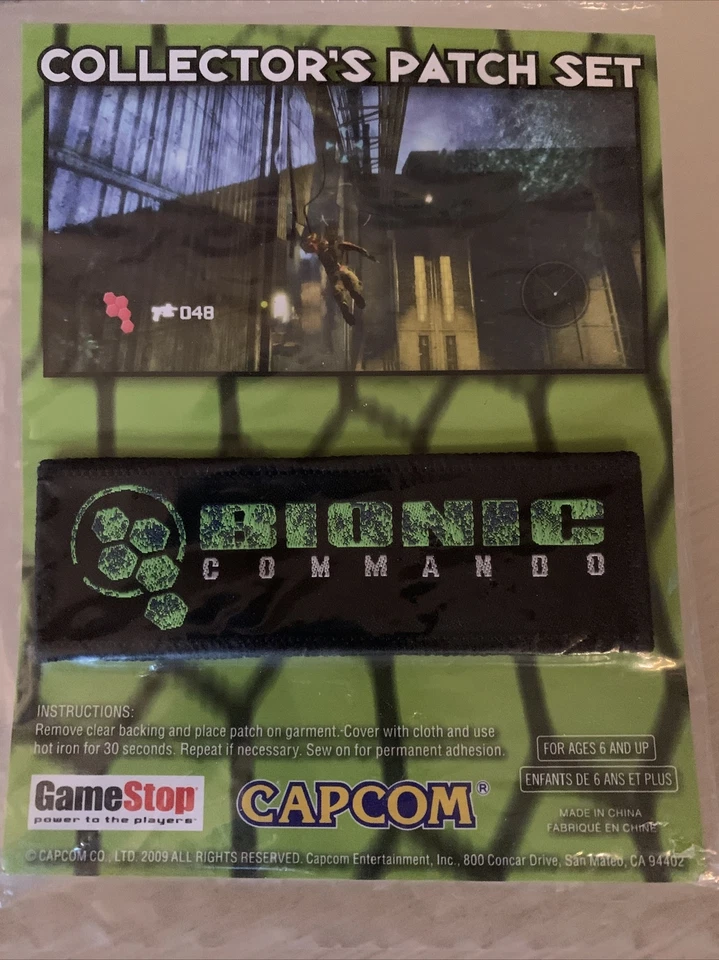 COLLECTOR'S PATCH SET
048
BIONIC
COMMANDO
INSTRUCTIONS:
Remove clear backing and place patch on garment. Cover with cloth and use
hot iron for 30 seconds. Repeat if necessary. Sew on for permanent adhesion.
FOR AGES 6 AND UP
ENFANTS DE 6 ANS ET PLUS
GameStop
power to the players
CAPCOM®
MADE IN CHINA
FABRIQUÉ EN CHINE
© CAPCOM CO., LTD. 2009 ALL RIGHTS RESERVED. Capcom Entertainment, Inc., 800 Concar Drive, San Mateo, CA 94402